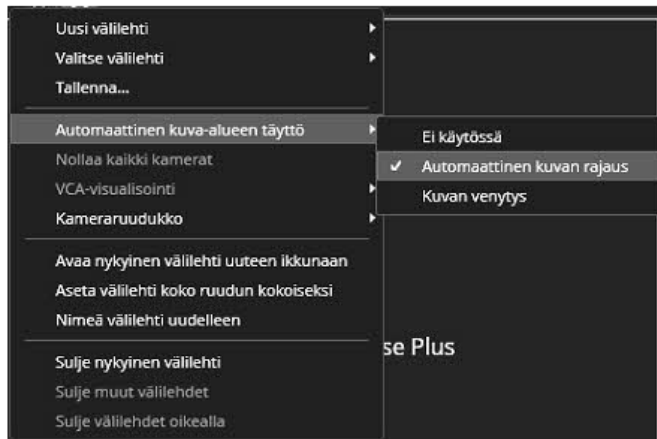 Uusi välilehti
Valitse välilehti
Tallenna...
Automaattinen kuva-alueen täyttö
Nollaa kaikki kamerat
VCA-visualisointi
Kameraruudukko
Avaa nykyinen välilehti uuteen ikkunaan
Aseta välilehti koko ruudun kokoiseksi
Nimeä välilehti uudelleen
Sulje nykyinen välilehti
Sulje muut välilehdet
Sulje välilehdet oikealla
Ei käytössä
Automaattinen kuvan rajaus
Kuvan venytys
se Plus